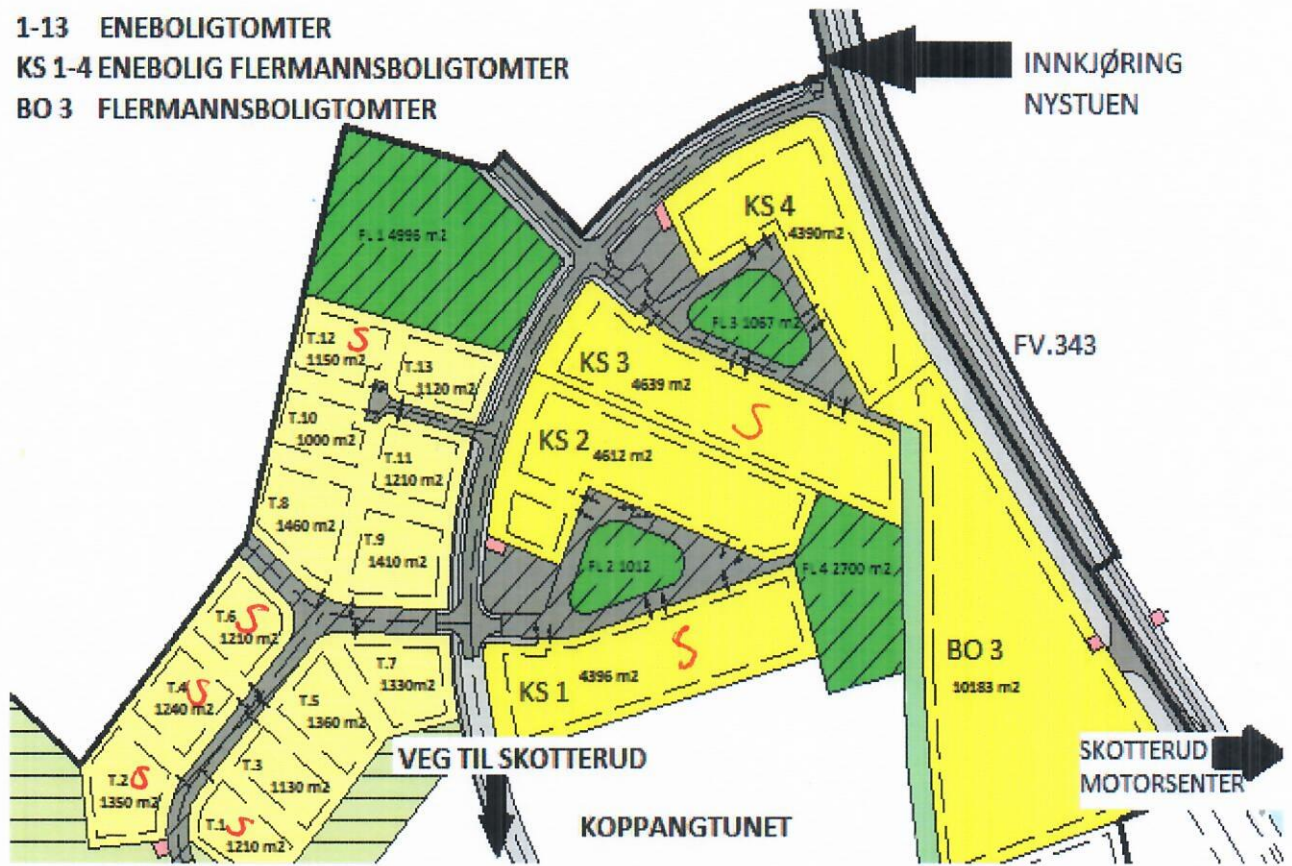 1-13 ENEBOLIGTOMTER
KS 1-4 ENEBOLIG FLERMANNSBOLIGTOMTER
BO 3 FLERMANNSBOLIGTOMTER
INNKJØRING
NYSTUEN
KS 4
4390m2
FL 1 4996 m2
FL 3 1067 m2
FV.343
T.12 S
1150 m2
T.13
1120 m2
KS 3
4639 m2
S
T.10
1000 m2
KS 2
4612 m2
T.11
1210 m2
T.8
1460 m2
T.9
1410 m2
FL 2 1012
FL 4 2700 m2
T.6 S
1210 m2
T.7
1330m2
S
KS 1
4396 m2
BO 3
10183 m2
T.4 S
1240 m2
T.5
1360 m2
VEG TIL SKOTTERUD
SKOTTERUD
MOTORSENTER
T.2 S
1350 m2
T.3
1130 m2
T.1 S
1210 m2
KOPPANGTUNET